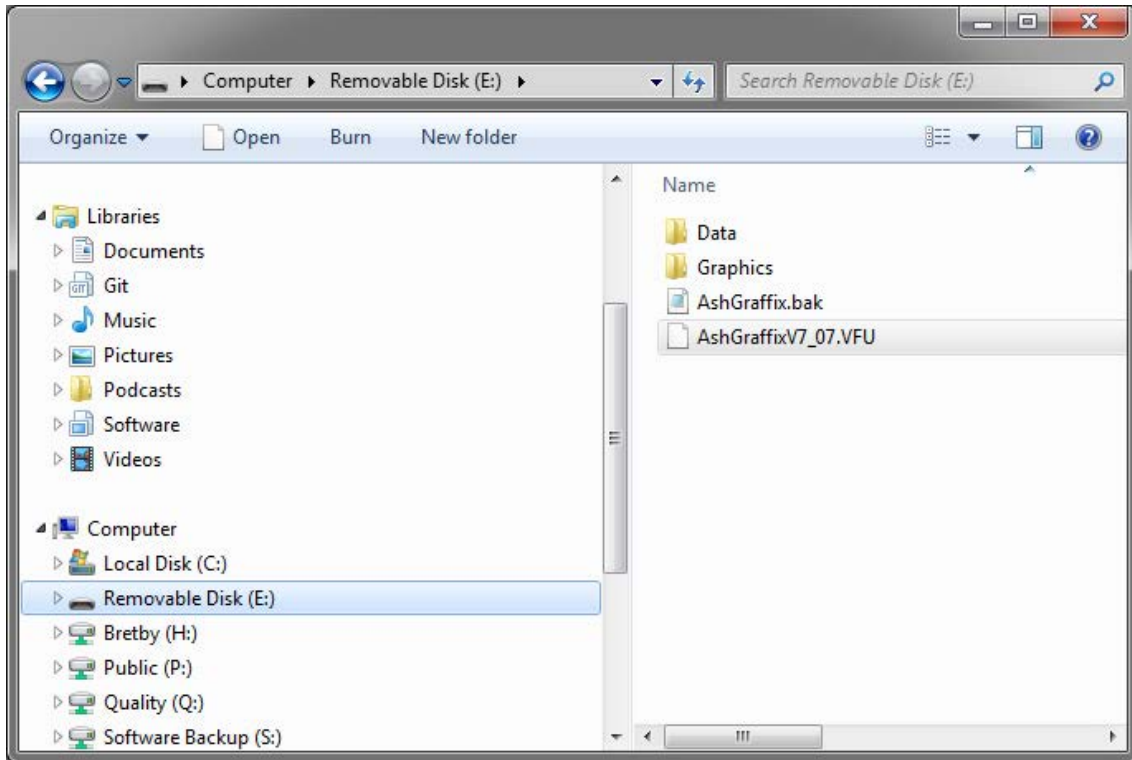 Computer Removable Disk (E:) Search Removable Disk (E:)
Organize Open Burn New folder
Libraries
Documents
Git
Music
Pictures
Podcasts
Software
Videos
Computer
Local Disk (C:)
Removable Disk (E:)
Bretby (H:)
Public (P:)
Quality (Q:)
Software Backup (S:)
Name
Data
Graphics
AshGraffix.bak
AshGraffixV7_07.VFU